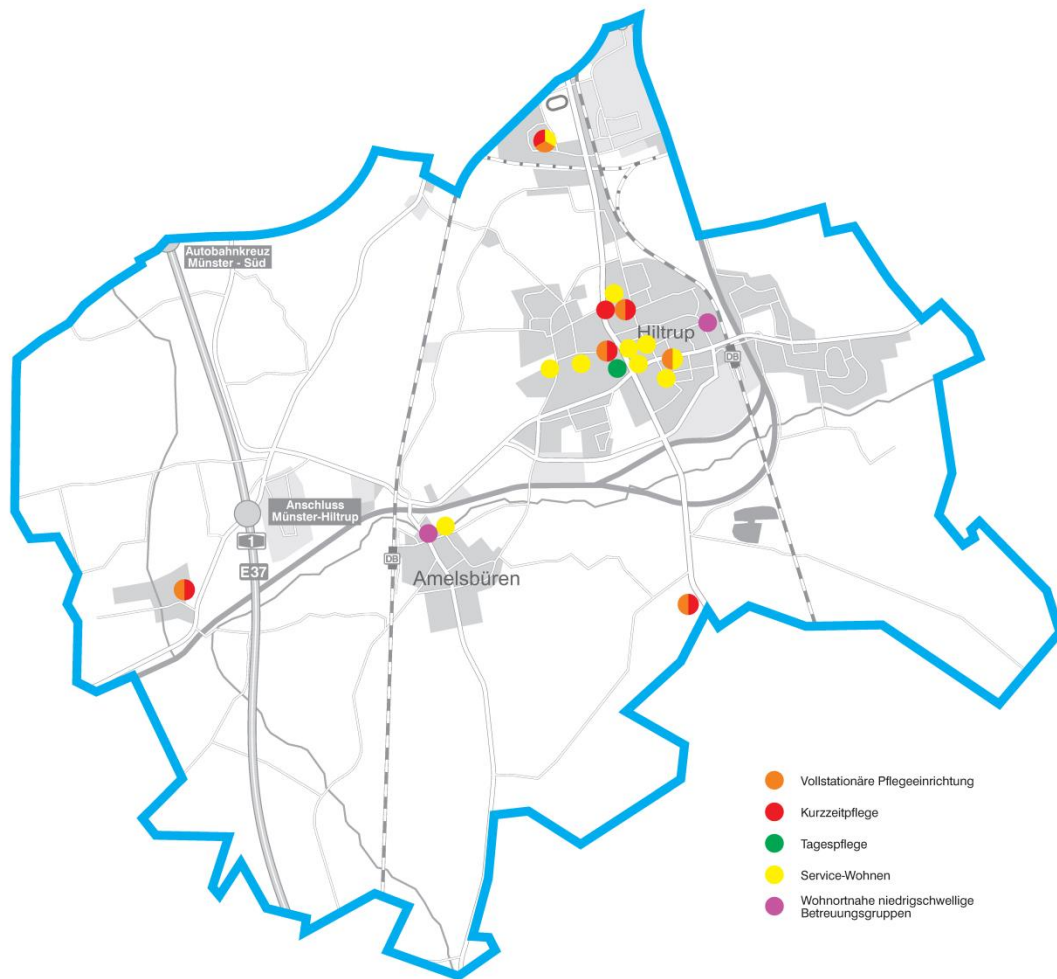 Autobahnkreuz
Münster - Süd
Hiltrup
DB
Anschluss
Münster-Hiltrup
1
E37
DB
Amelsbüren
Vollstationäre Pflegeeinrichtung
Kurzzeitpflege
Tagespflege
Service-Wohnen
Wohnortnahe niedrigschwellige
Betreuungsgruppen